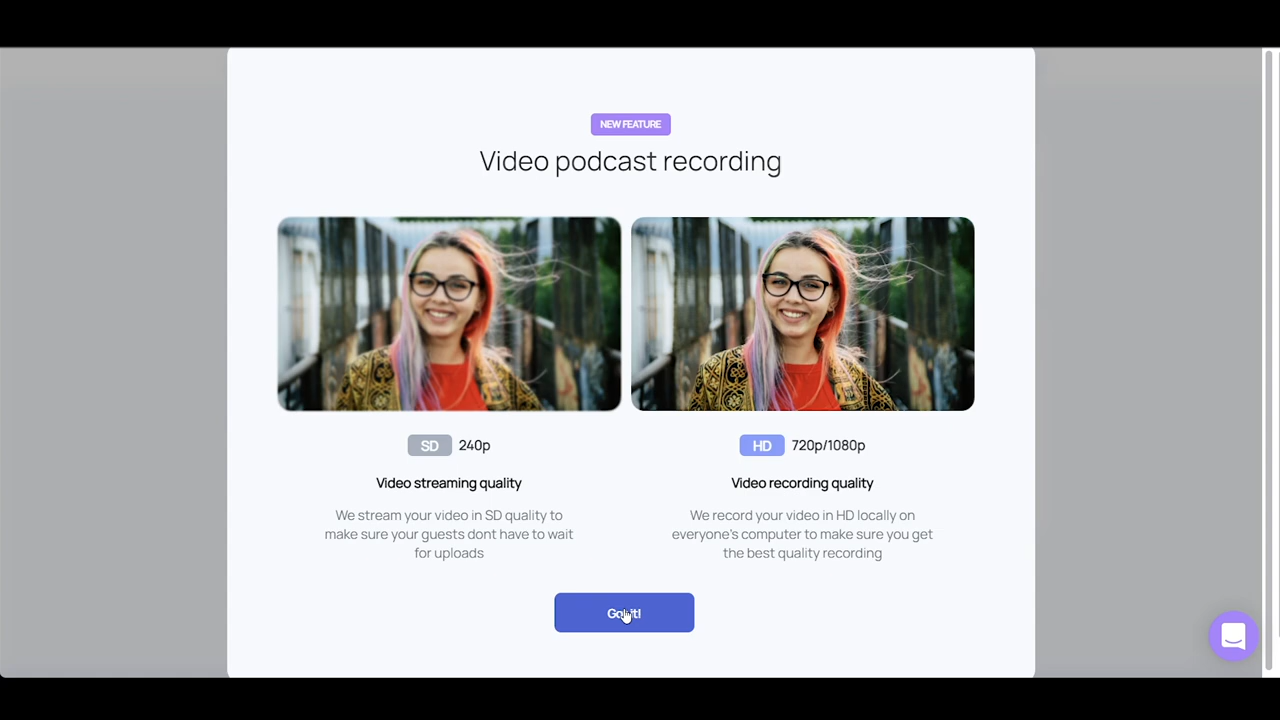 NEW FEATURE
Video podcast recording
SD 240p
Video streaming quality
We stream your video in SD quality to
make sure your guests dont have to wait
for uploads
HD 720p/1080p
Video recording quality
We record your video in HD locally on
everyone's computer to make sure you get
the best quality recording
Got it!